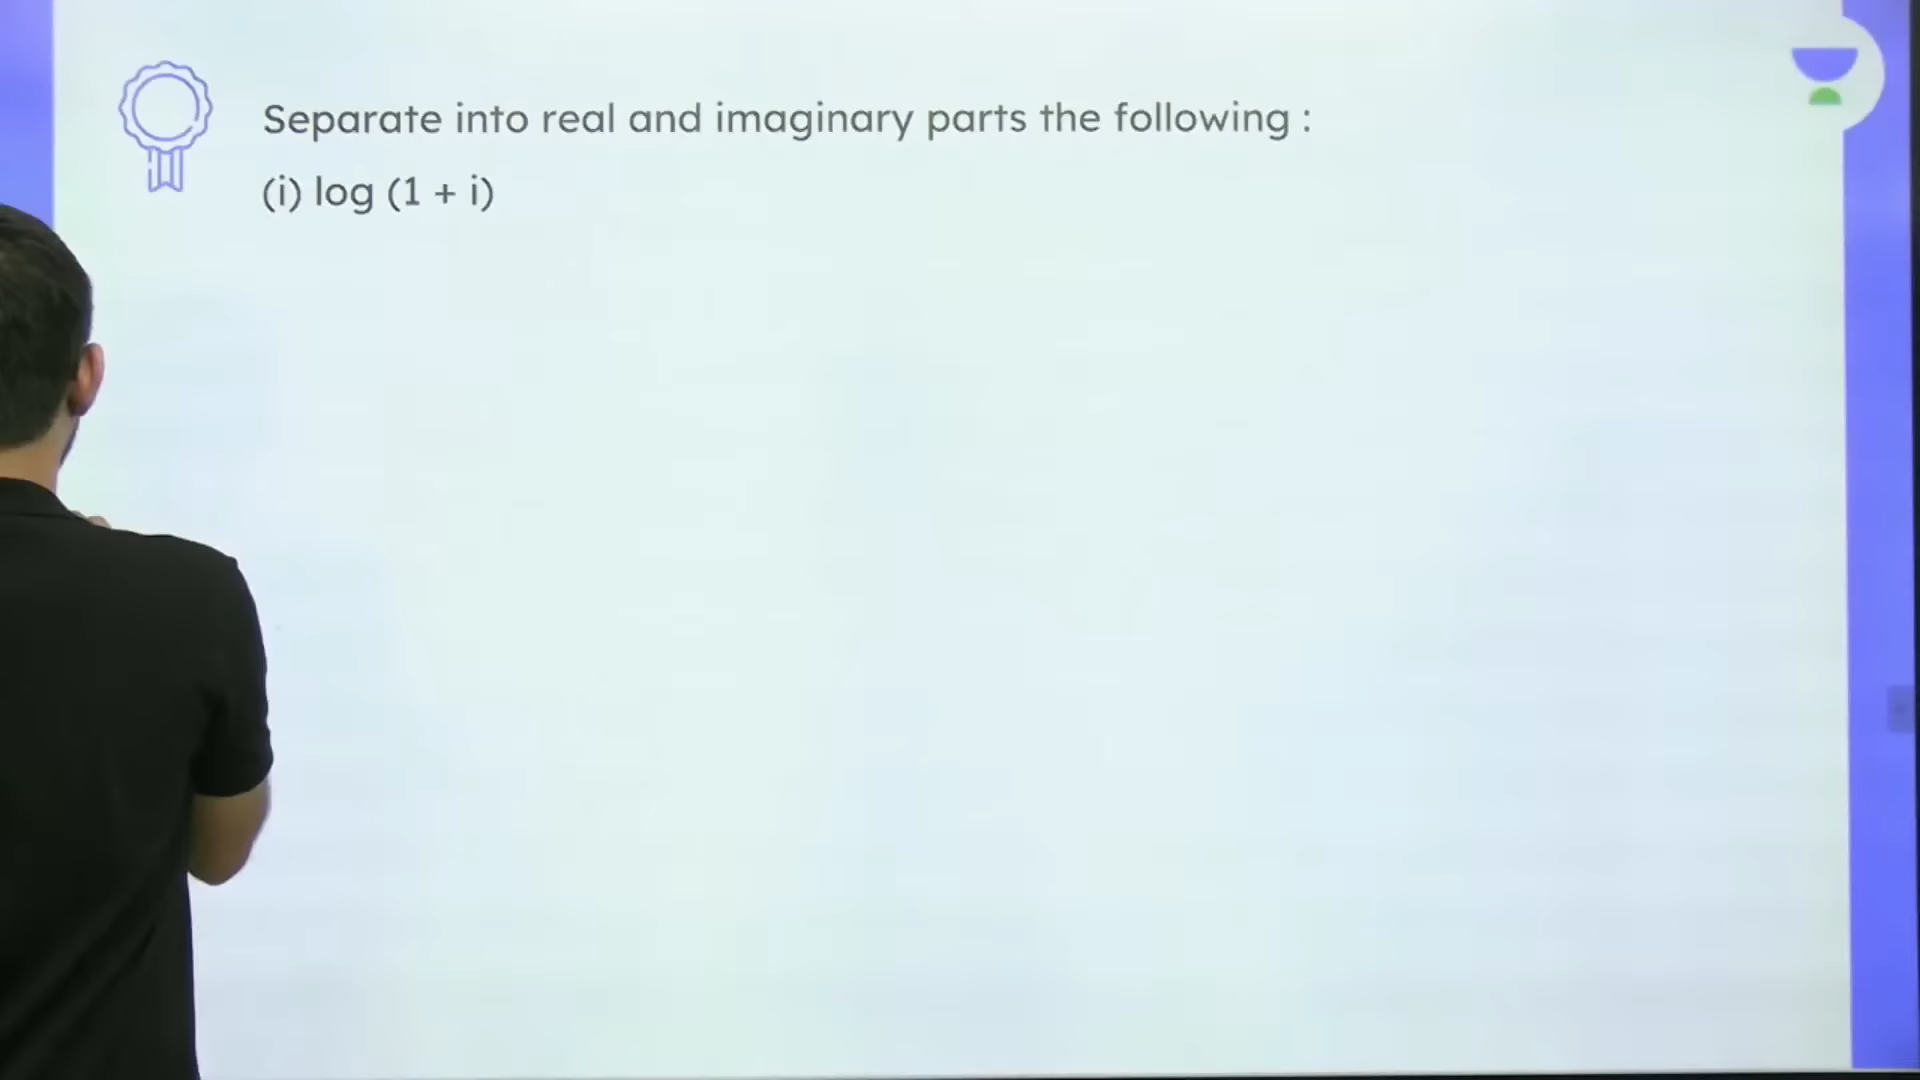 Separate into real and imaginary parts the following :
(i) log (1 + i)